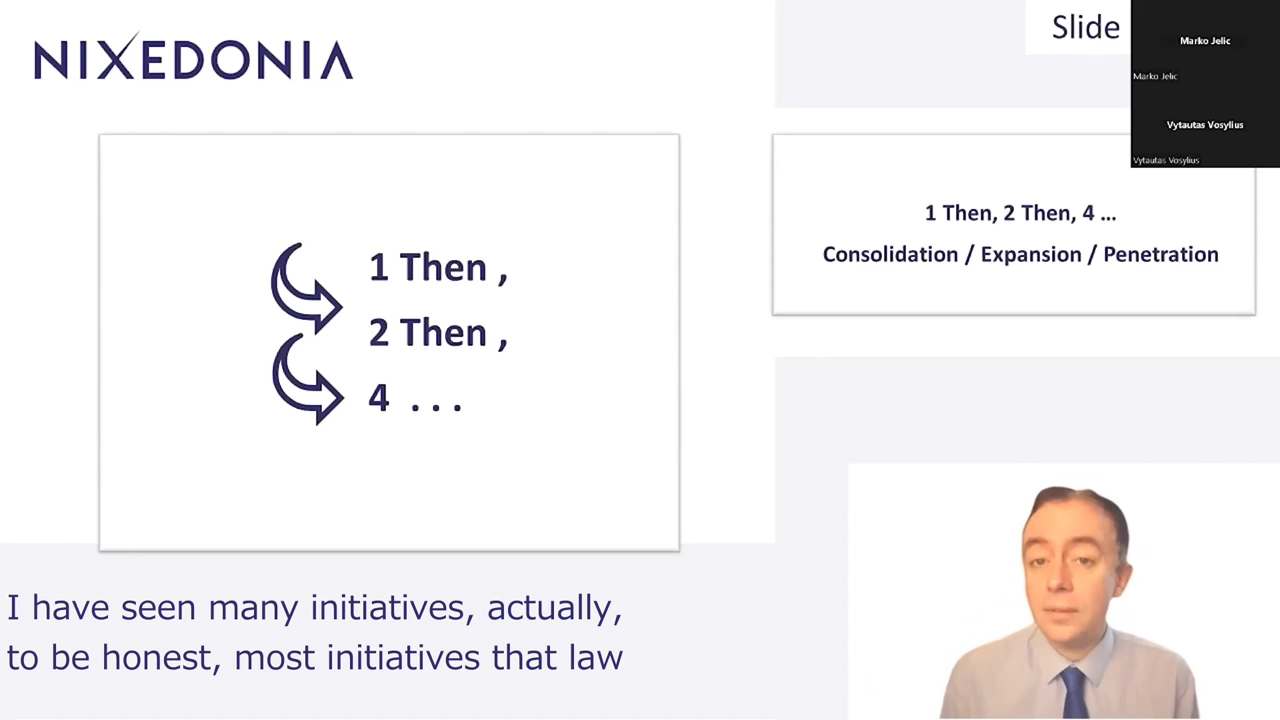 NIXEDONIA
Slide
Marko Jelic
Marko Jelic
Vytautas Vosylius
Vytautas Vosylius
1 Then ,
2 Then ,
4 . . .
1 Then, 2 Then, 4 ...
Consolidation / Expansion / Penetration
I have seen many initiatives, actually,
to be honest, most initiatives that law